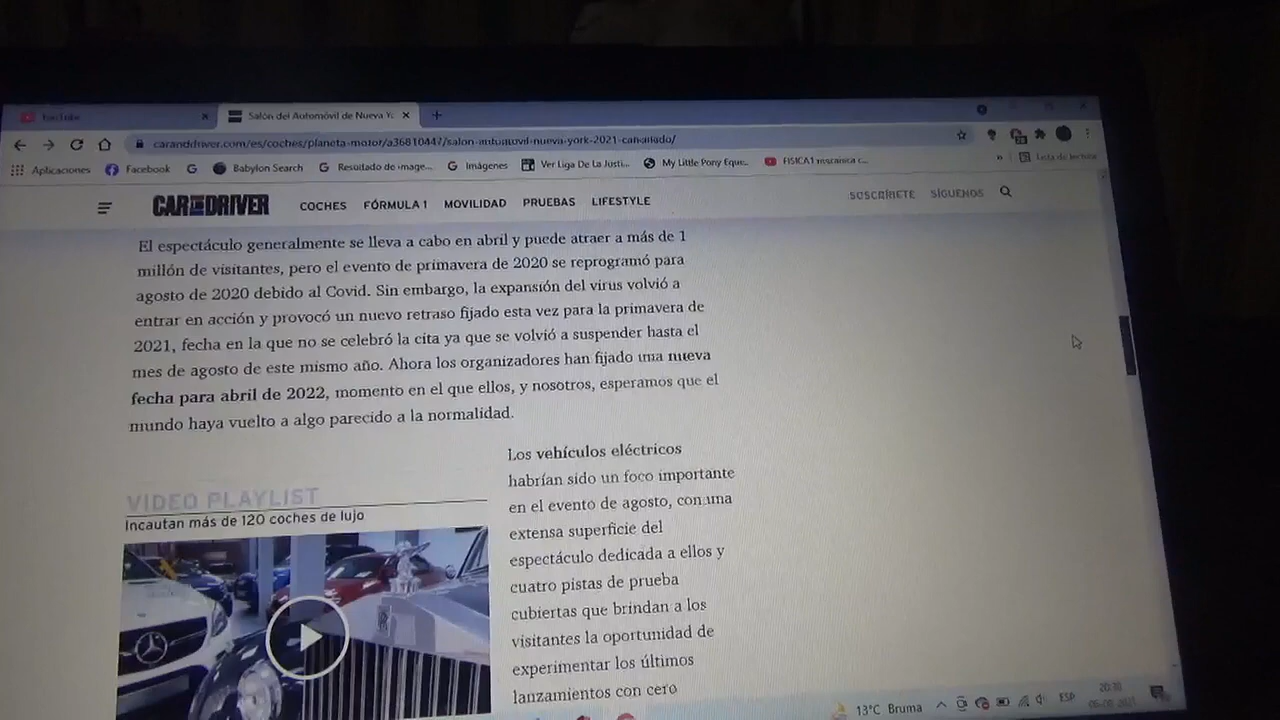 YouTube
Salón del Automóvil de Nueva Yo
caranddriver.com/es/coches/planeta-motor/a36810447/salon-automovil-nueva-york-2021-cancelado/
Aplicaciones Facebook Babylon Search Resultado de image... Imágenes Ver Liga De La Justi... My Little Pony Eque... FISICA1 mecánica c... » Lista de lectura
CAR AND DRIVER COCHES FÓRMULA 1 MOVILIDAD PRUEBAS LIFESTYLE SUSCRÍBETE SÍGUENOS
El espectáculo generalmente se lleva a cabo en abril y puede atraer a más de 1
millón de visitantes, pero el evento de primavera de 2020 se reprogramó para
agosto de 2020 debido al Covid. Sin embargo, la expansión del virus volvió a
entrar en acción y provocó un nuevo retraso fijado esta vez para la primavera de
2021, fecha en la que no se celebró la cita ya que se volvió a suspender hasta el
mes de agosto de este mismo año. Ahora los organizadores han fijado una nueva
fecha para abril de 2022, momento en el que ellos, y nosotros, esperamos que el
mundo haya vuelto a algo parecido a la normalidad.
VIDEO PLAYLIST
Incautan más de 120 coches de lujo
Los vehículos eléctricos
habrían sido un foco importante
en el evento de agosto, con una
extensa superficie del
espectáculo dedicada a ellos y
cuatro pistas de prueba
cubiertas que brindan a los
visitantes la oportunidad de
experimentar los últimos
lanzamientos con cero
13°C Bruma ESP 20:30